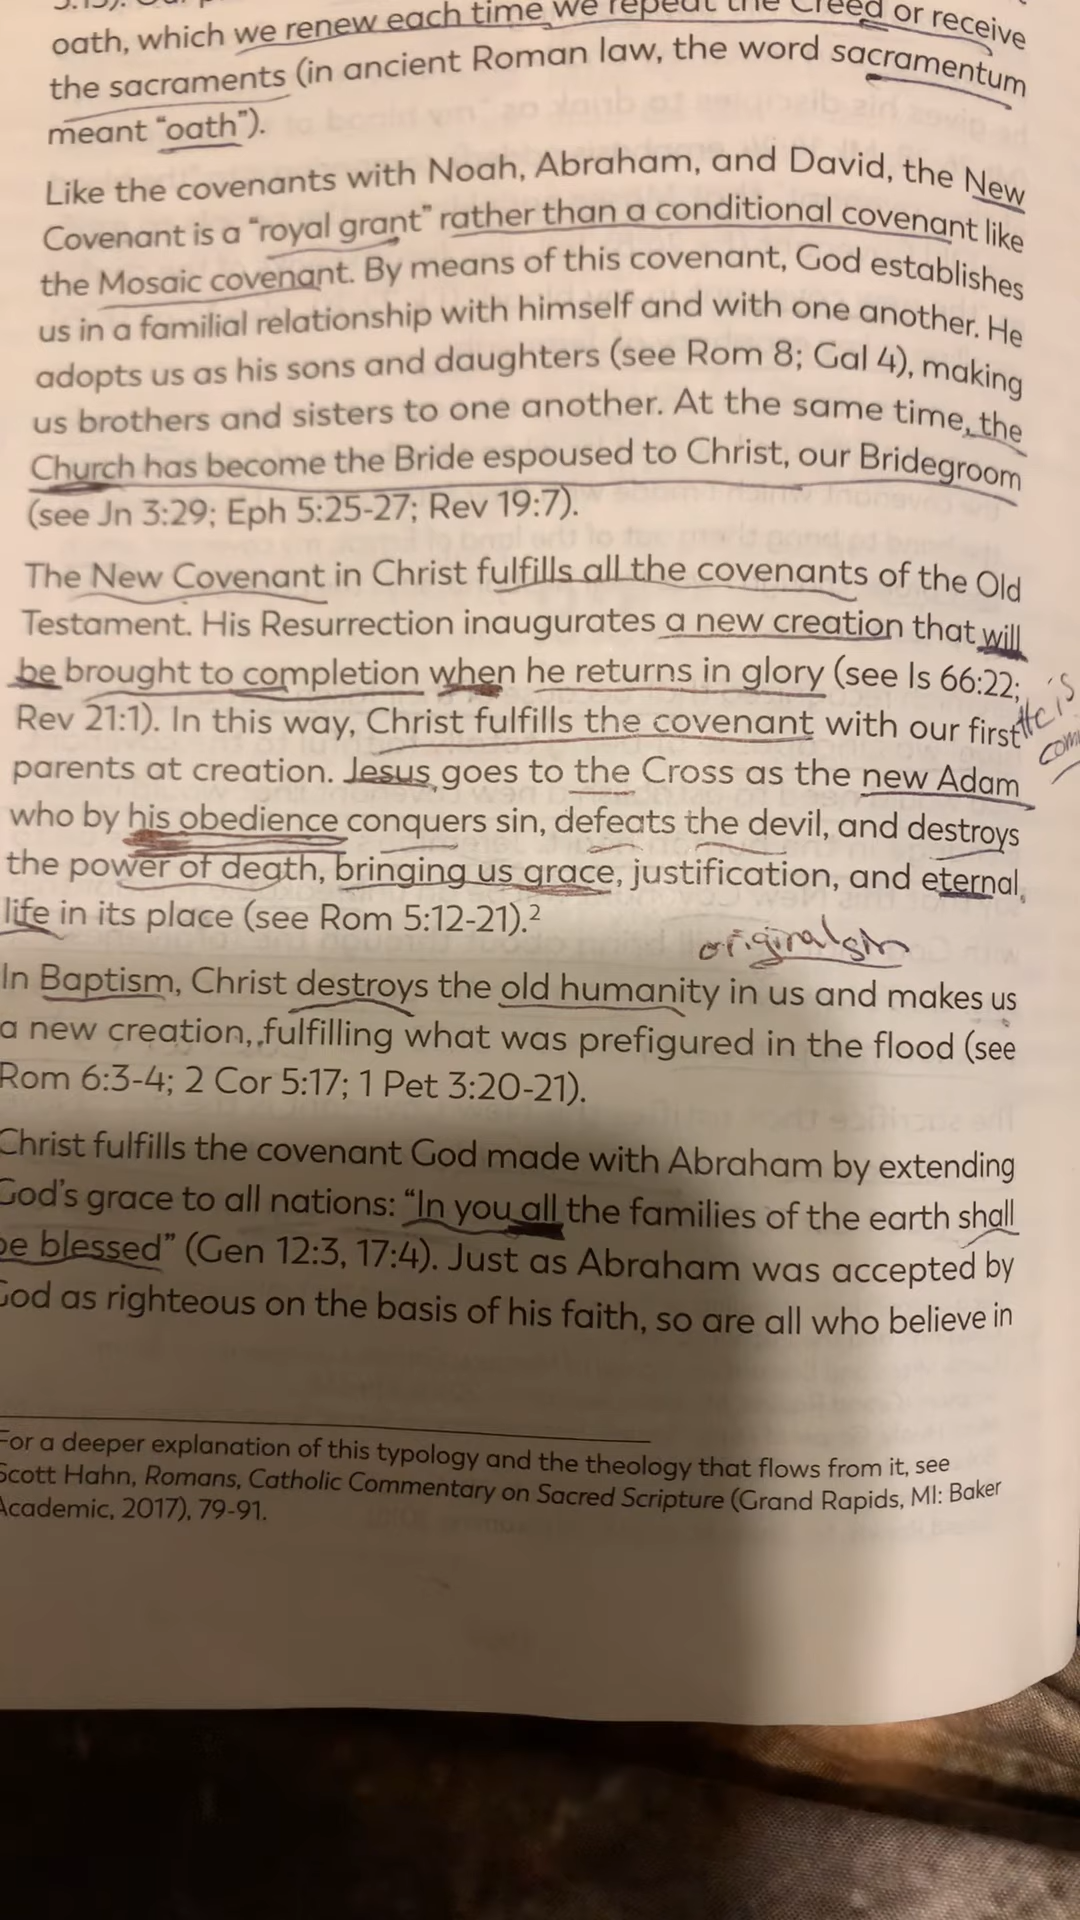 oath, which we renew each time we repeat the Creed or receive
the sacraments (in ancient Roman law, the word sacramentum
meant “oath”).
Like the covenants with Noah, Abraham, and David, the New
Covenant is a “royal grant” rather than a conditional covenant like
the Mosaic covenant. By means of this covenant, God establishes
us in a familial relationship with himself and with one another. He
adopts us as his sons and daughters (see Rom 8; Gal 4), making
us brothers and sisters to one another. At the same time, the
Church has become the Bride espoused to Christ, our Bridegroom
(see Jn 3:29; Eph 5:25-27; Rev 19:7).
The New Covenant in Christ fulfills all the covenants of the Old
Testament. His Resurrection inaugurates a new creation that will
be brought to completion when he returns in glory (see Is 66:22;
Rev 21:1). In this way, Christ fulfills the covenant with our first
He is
parents at creation. Jesus goes to the Cross as the new Adam
who by his obedience conquers sin, defeats the devil, and destroys
the power of death, bringing us grace, justification, and eternal
life in its place (see Rom 5:12-21).²
original sin
In Baptism, Christ destroys the old humanity in us and makes us
a new creation, fulfilling what was prefigured in the flood (see
Rom 6:3-4; 2 Cor 5:17; 1 Pet 3:20-21).
Christ fulfills the covenant God made with Abraham by extending
God’s grace to all nations: “In you all the families of the earth shall
be blessed” (Gen 12:3, 17:4). Just as Abraham was accepted by
God as righteous on the basis of his faith, so are all who believe in
For a deeper explanation of this typology and the theology that flows from it, see
Scott Hahn, Romans, Catholic Commentary on Sacred Scripture (Grand Rapids, MI: Baker
Academic, 2017), 79-91.